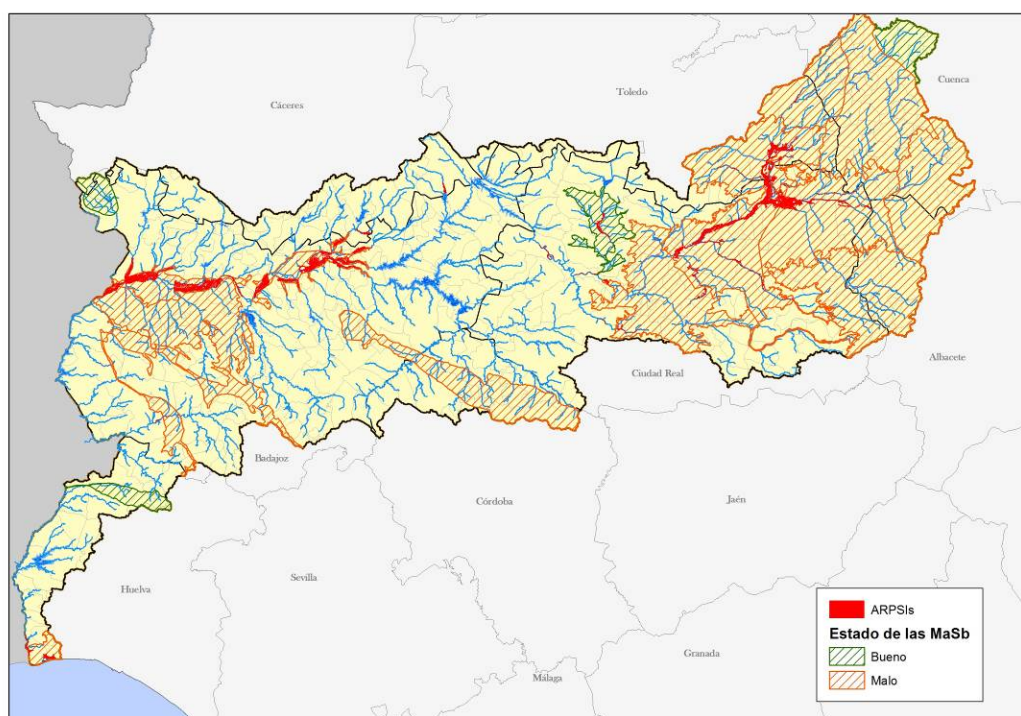 Cuenca
Toledo
Cáceres
Albacete
Ciudad Real
Badajoz
Jaén
Córdoba
Huelva
Sevilla
Granada
Málaga
ARPSIs
Estado de las MaSb
Bueno
Malo